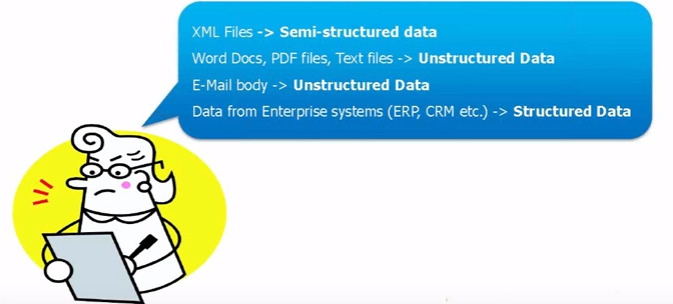 XML Files -> Semi-structured data
Word Docs, PDF files, Text files -> Unstructured Data
E-Mail body -> Unstructured Data
Data from Enterprise systems (ERP, CRM etc.) -> Structured Data